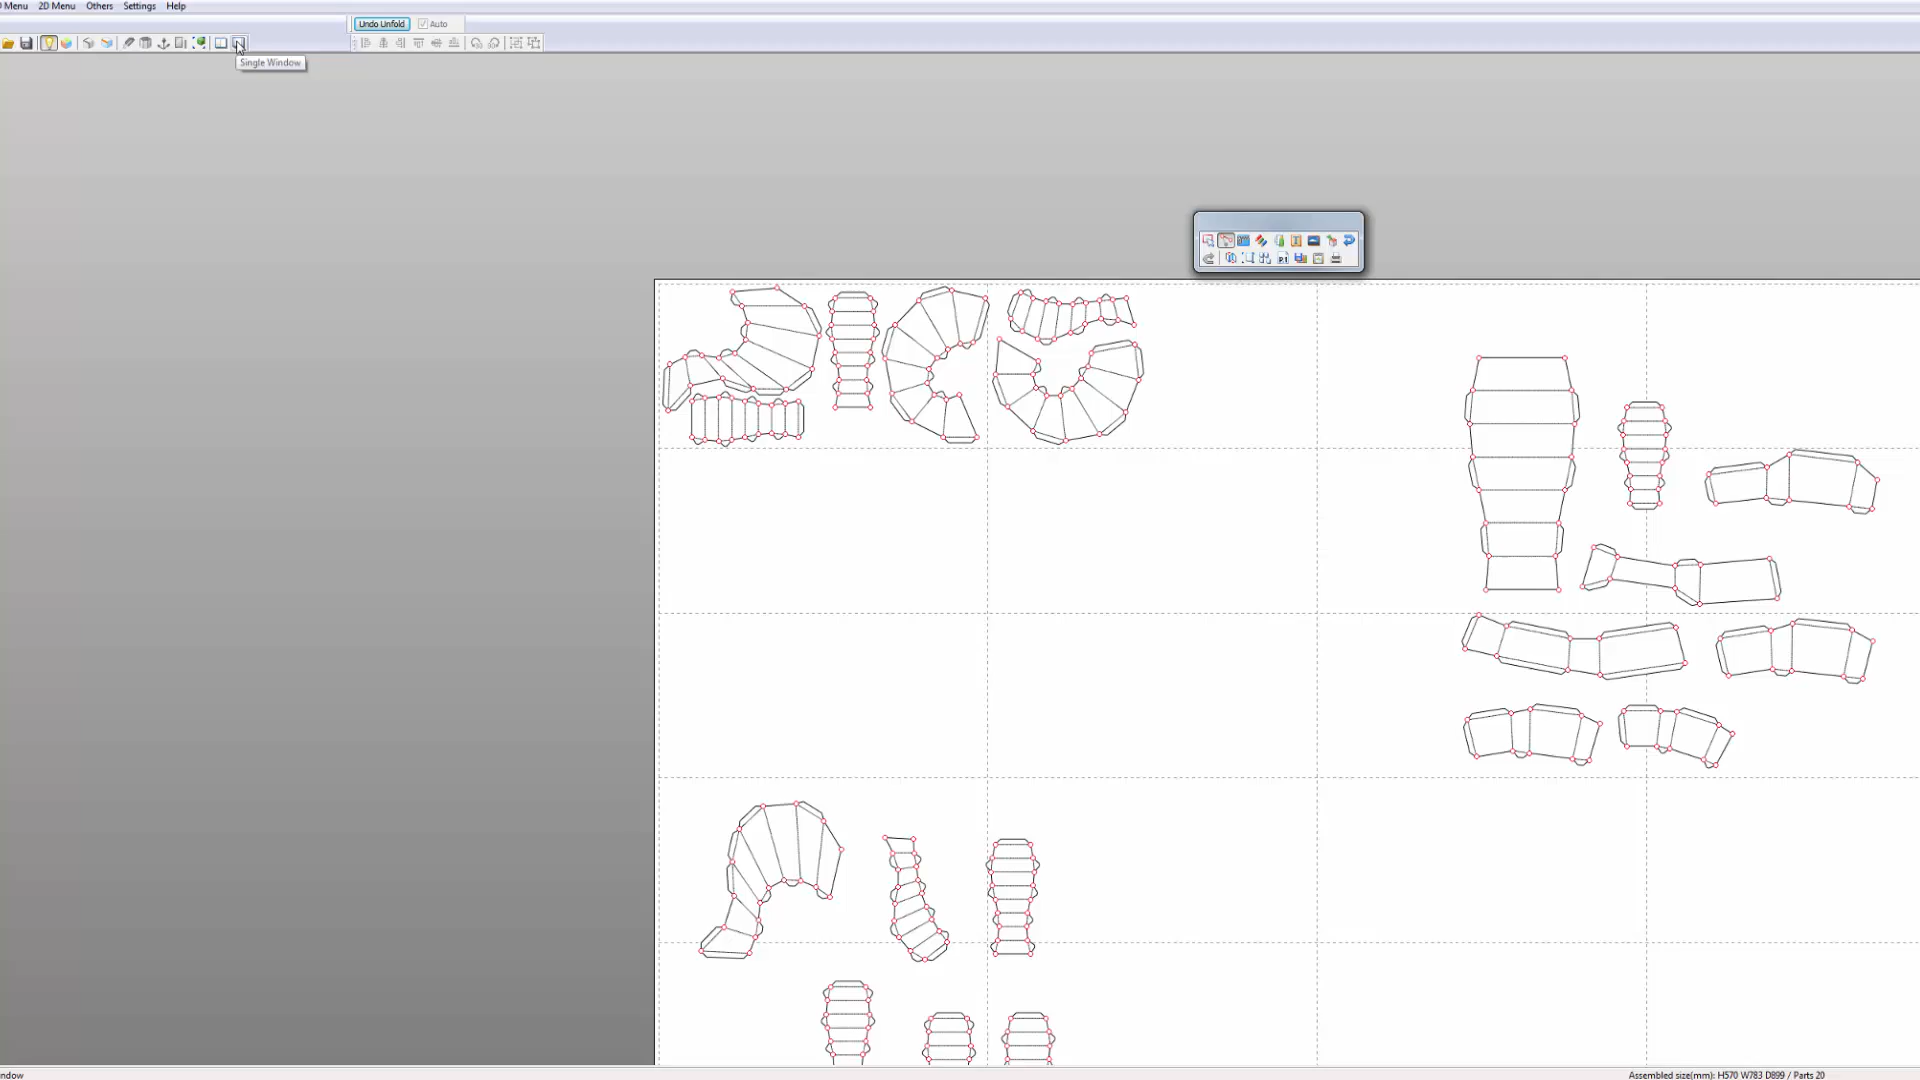 Menu 2D Menu Others Settings Help
Undo Unfold Auto
Single Window
P.1
ndow
Assembled size(mm): H570 W783 D899 / Parts 20